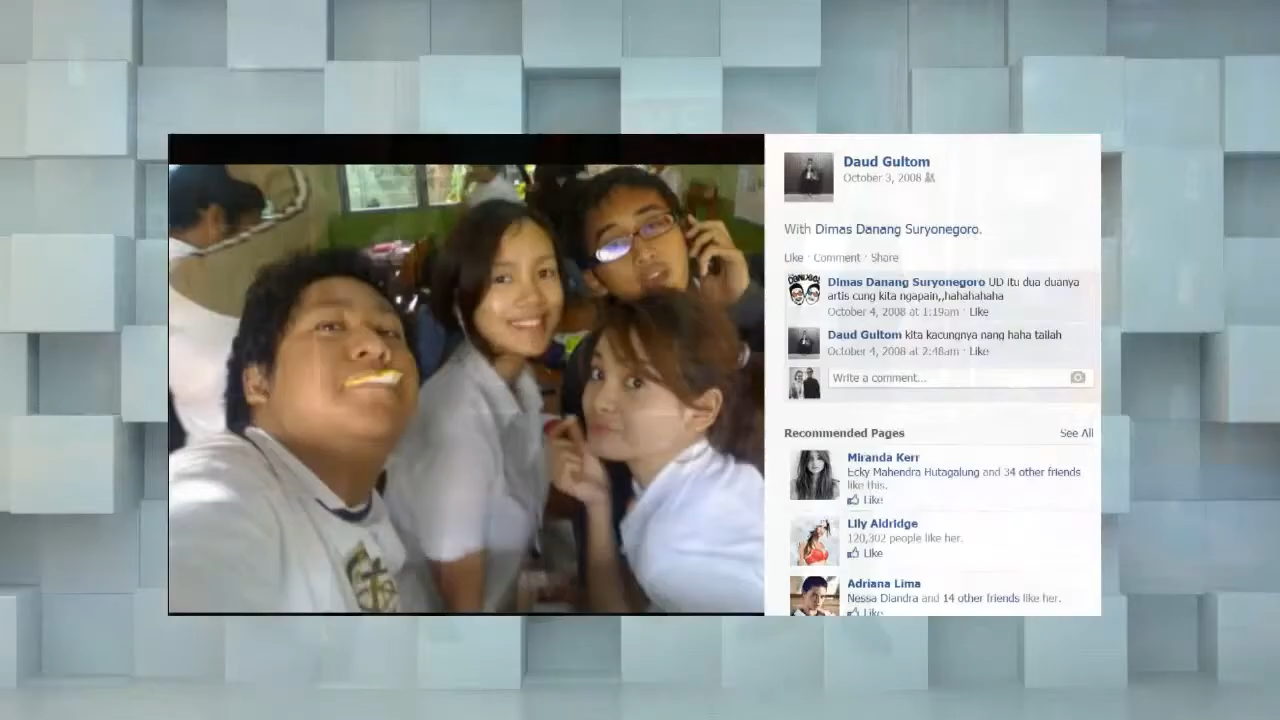 Daud Gultom
October 3, 2008
With Dimas Danang Suryonegoro.
Like · Comment · Share
Dimas Danang Suryonegoro UD itu dua duanya
artis cung kita ngapain,,hahahahaha
October 4, 2008 at 1:19am · Like
Daud Gultom kita kacungnya nang haha tailah
October 4, 2008 at 2:48am · Like
Write a comment...
Recommended Pages See All
Miranda Kerr
Ecky Mahendra Hutagalung and 34 other friends
like this.
Like
Lily Aldridge
120,302 people like her.
Like
Adriana Lima
Nessa Diandra and 14 other friends like her.
Like